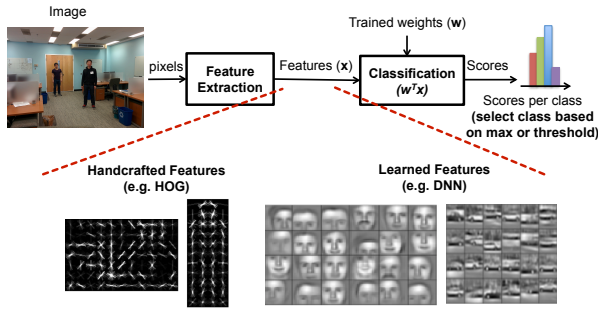 Image
Trained weights (w)
pixels
Feature
Extraction
Features (x)
Classification
(wᵀx)
Scores
Scores per class
(select class based
on max or threshold)
Handcrafted Features
(e.g. HOG)
Learned Features
(e.g. DNN)